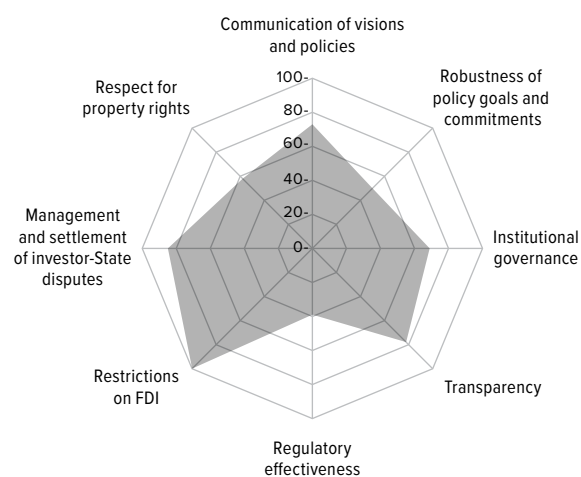 Communication of visions
and policies
Robustness of
policy goals and
commitments
Respect for
property rights
100-
80-
60-
40-
20-
0-
Management
and settlement
of investor-State
disputes
Institutional
governance
Restrictions
on FDI
Transparency
Regulatory
effectiveness